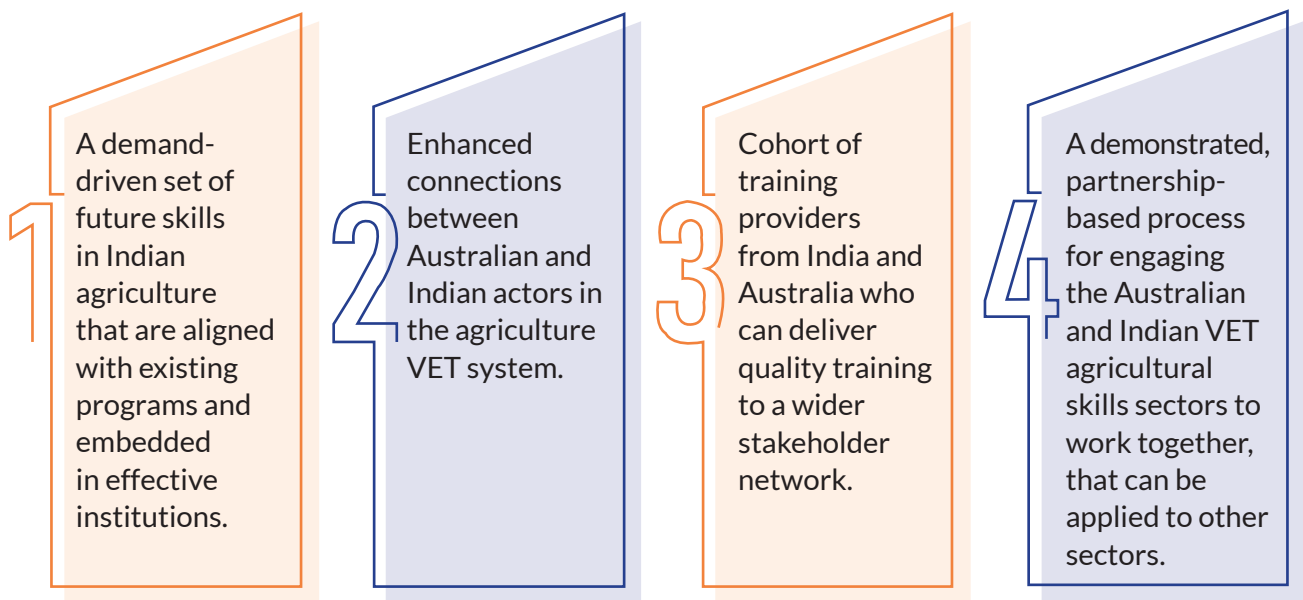 1
A demand-
driven set of
future skills
in Indian
agriculture
that are aligned
with existing
programs and
embedded
in effective
institutions.
2
Enhanced
connections
between
Australian and
Indian actors in
the agriculture
VET system.
3
Cohort of
training
providers
from India and
Australia who
can deliver
quality training
to a wider
stakeholder
network.
4
A demonstrated,
partnership-
based process
for engaging
the Australian
and Indian VET
agricultural
skills sectors to
work together,
that can be
applied to other
sectors.